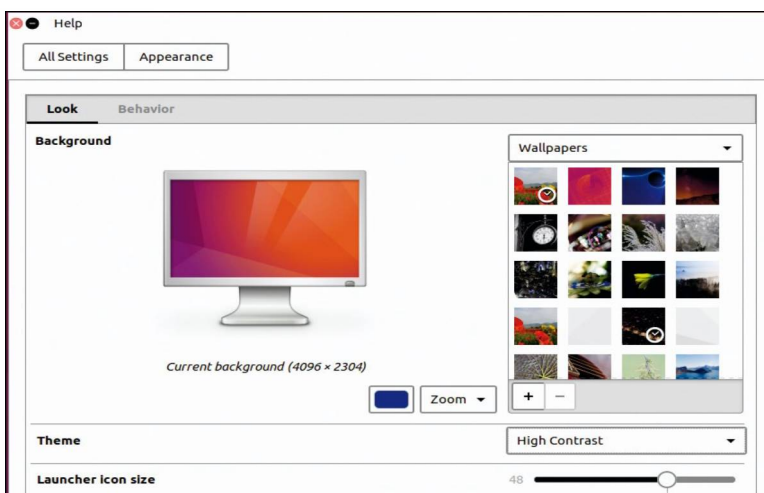 Help
All Settings Appearance
Look Behavior
Background
Wallpapers
Current background (4096 × 2304)
Zoom
+ −
Theme
High Contrast
Launcher icon size
48